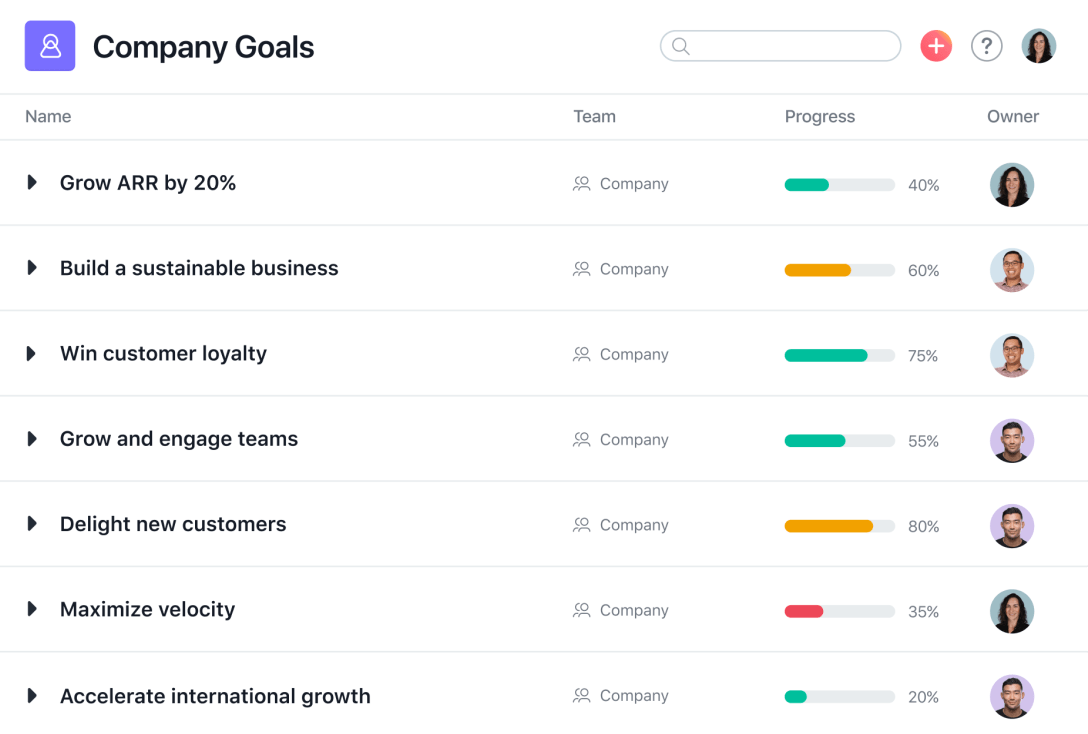 Company Goals
?
Name Team Progress Owner
Grow ARR by 20% Company 40%
Build a sustainable business Company 60%
Win customer loyalty Company 75%
Grow and engage teams Company 55%
Delight new customers Company 80%
Maximize velocity Company 35%
Accelerate international growth Company 20%